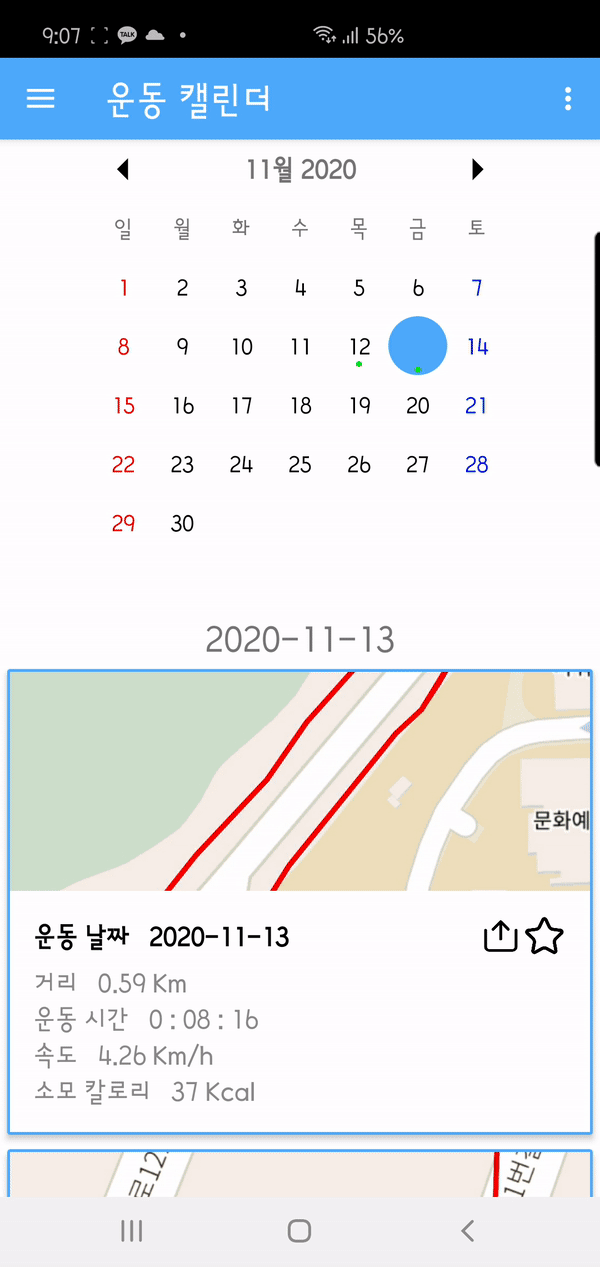 9:07 TALK 56%
운동 캘린더
11월 2020
일 월 화 수 목 금 토
1 2 3 4 5 6 7
8 9 10 11 12 14
15 16 17 18 19 20 21
22 23 24 25 26 27 28
29 30
2020-11-13
문화예
운동 날짜 2020-11-13
거리 0.59 Km
운동 시간 0 : 08 : 16
속도 4.26 Km/h
소모 칼로리 37 Kcal
로12
1번길